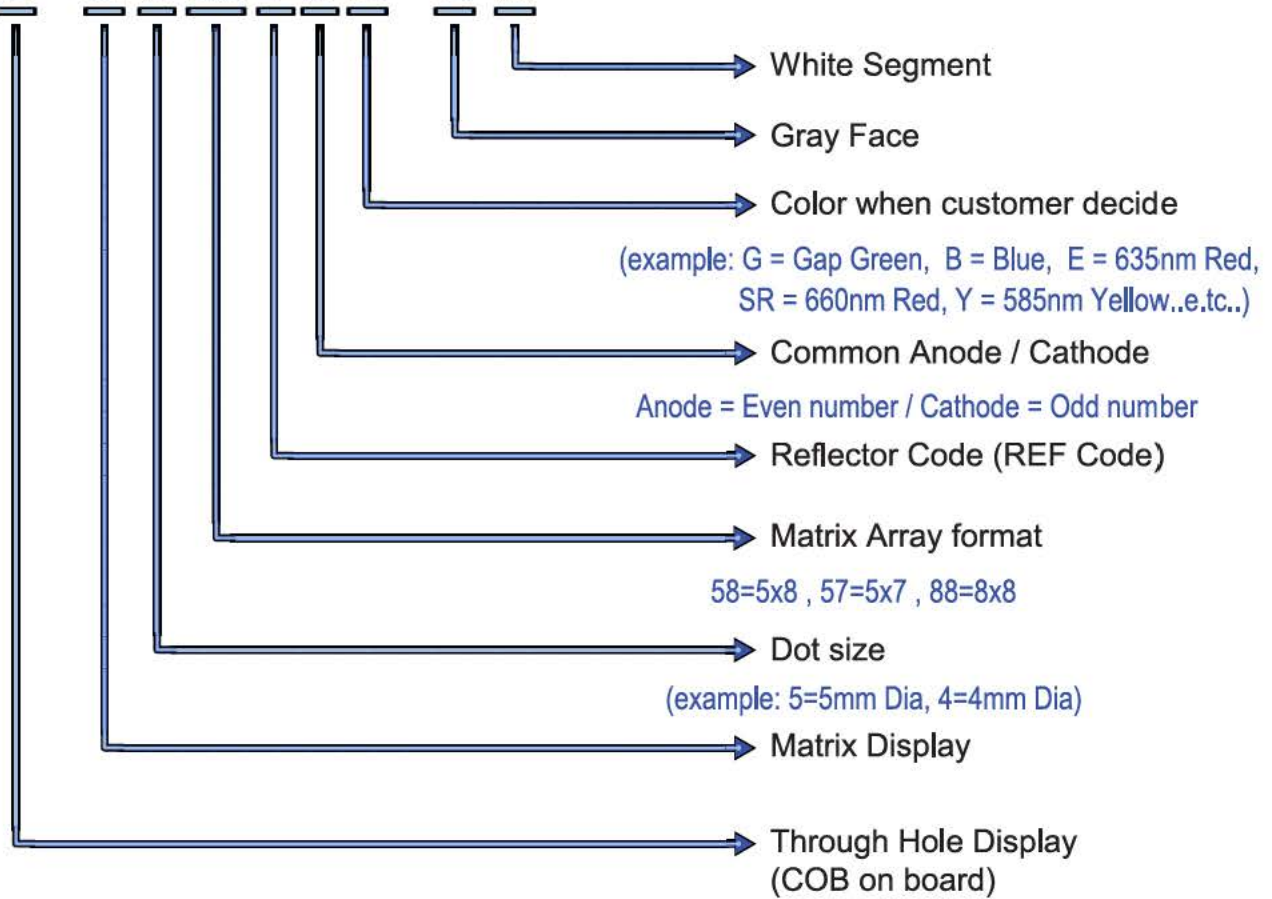 White Segment
Gray Face
Color when customer decide
(example: G = Gap Green, B = Blue, E = 635nm Red,
SR = 660nm Red, Y = 585nm Yellow..e.tc..)
Common Anode / Cathode
Anode = Even number / Cathode = Odd number
Reflector Code (REF Code)
Matrix Array format
58=5x8 , 57=5x7 , 88=8x8
Dot size
(example: 5=5mm Dia, 4=4mm Dia)
Matrix Display
Through Hole Display
(COB on board)